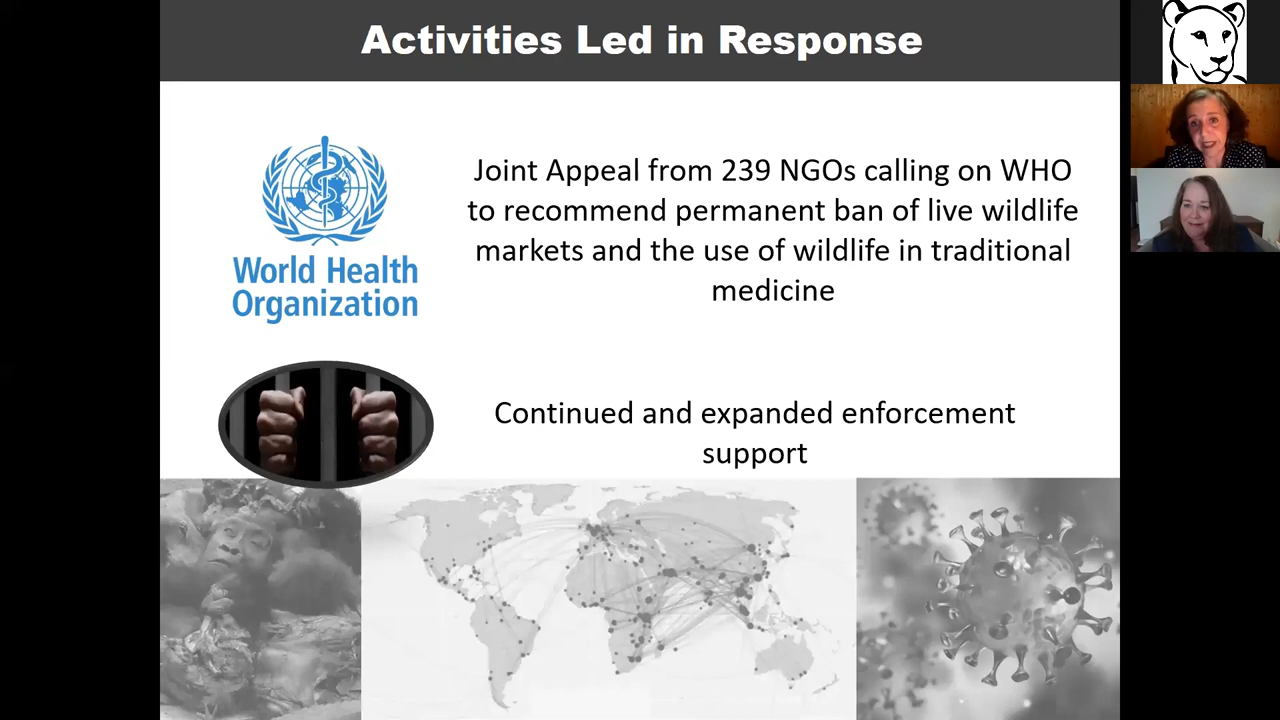 Activities Led in Response
World Health
Organization
Joint Appeal from 239 NGOs calling on WHO
to recommend permanent ban of live wildlife
markets and the use of wildlife in traditional
medicine
Continued and expanded enforcement
support